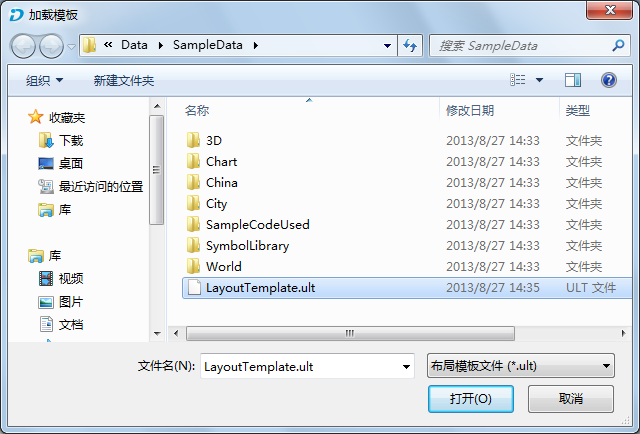 加载模板
« Data ▸ SampleData ▸
搜索 SampleData
组织 新建文件夹
名称 修改日期 类型
收藏夹
下载
桌面
最近访问的位置
库
库
视频
图片
文档
3D 2013/8/27 14:33 文件夹
Chart 2013/8/27 14:33 文件夹
China 2013/8/27 14:33 文件夹
City 2013/8/27 14:33 文件夹
SampleCodeUsed 2013/8/27 14:33 文件夹
SymbolLibrary 2013/8/27 14:33 文件夹
World 2013/8/27 14:33 文件夹
LayoutTemplate.ult 2013/8/27 14:35 ULT 文件
文件名(N): LayoutTemplate.ult 布局模板文件 (*.ult)
打开(O) 取消